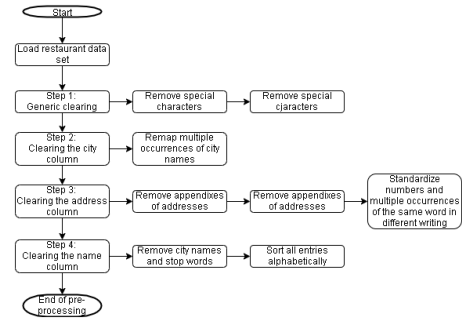 Start
Load restaurant data
set
Step 1:
Generic clearing
Remove special
characters
Remove special
cjaracters
Step 2:
Clearing the city
column
Remap multiple
occurrences of city
names
Step 3:
Clearing the address
column
Remove appendixes
of addresses
Remove appendixes
of addresses
Standardize
numbers and
multiple occurrences
of the same word in
different writing
Step 4:
Clearing the name
column
Remove city names
and stop words
Sort all entries
alphabetically
End of pre-
processing